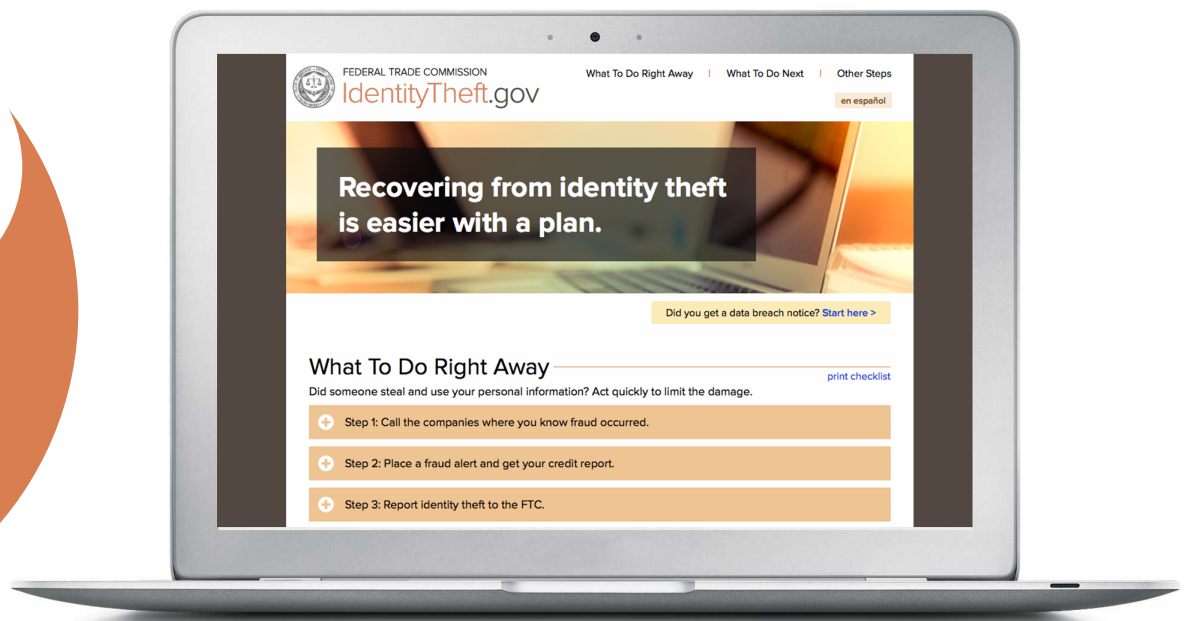 FEDERAL TRADE COMMISSION
IdentityTheft.gov
What To Do Right Away | What To Do Next | Other Steps
en español
Recovering from identity theft
is easier with a plan.
Did you get a data breach notice? Start here >
What To Do Right Away
print checklist
Did someone steal and use your personal information? Act quickly to limit the damage.
Step 1: Call the companies where you know fraud occurred.
Step 2: Place a fraud alert and get your credit report.
Step 3: Report identity theft to the FTC.